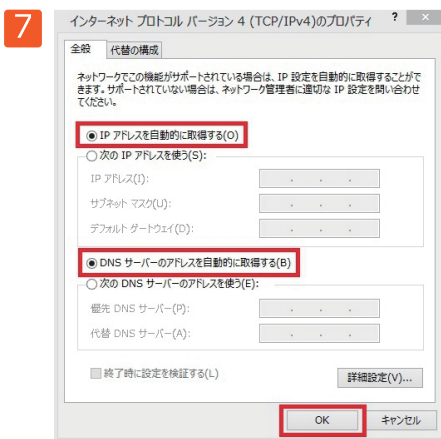 7
インターネット プロトコル バージョン 4 (TCP/IPv4)のプロパティ ? ×
全般 代替の構成
ネットワークでこの機能がサポートされている場合は、IP 設定を自動的に取得することがで
きます。サポートされていない場合は、ネットワーク管理者に適切な IP 設定を問い合わせ
てください。
IP アドレスを自動的に取得する(O)
次の IP アドレスを使う(S):
IP アドレス(I):
サブネット マスク(U):
デフォルト ゲートウェイ(D):
DNS サーバーのアドレスを自動的に取得する(B)
次の DNS サーバーのアドレスを使う(E):
優先 DNS サーバー(P):
代替 DNS サーバー(A):
終了時に設定を検証する(L)
詳細設定(V)...
OK キャンセル